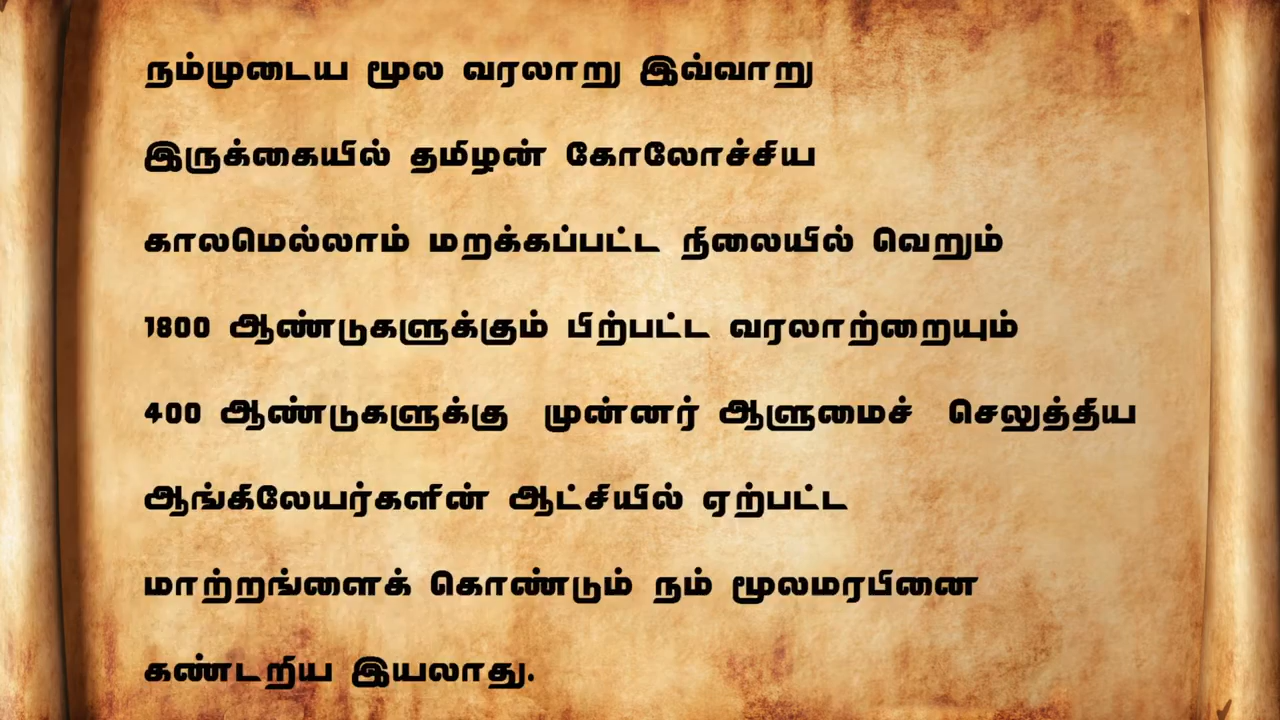 நம்முடைய மூல வரலாறு இவ்வாறு
இருக்கையில் தமிழன் கோலோச்சிய
காலமெல்லாம் மறக்கப்பட்ட நிலையில் வெறும்
1800 ஆண்டுகளுக்கும் பிற்பட்ட வரலாற்றையும்
400 ஆண்டுகளுக்கு முன்னர் ஆளுமைச் செலுத்திய
ஆங்கிலேயர்களின் ஆட்சியில் ஏற்பட்ட
மாற்றங்ளைக் கொண்டும் நம் மூலமரபினை
கண்டறிய இயலாது.